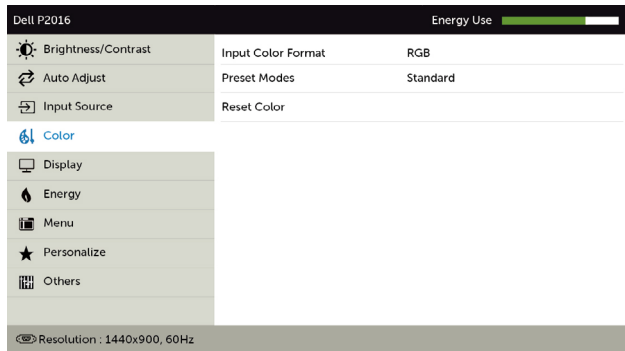 Dell P2016 Energy Use
Brightness/Contrast Input Color Format RGB
Auto Adjust Preset Modes Standard
Input Source Reset Color
Color
Display
Energy
Menu
Personalize
Others
Resolution : 1440x900, 60Hz